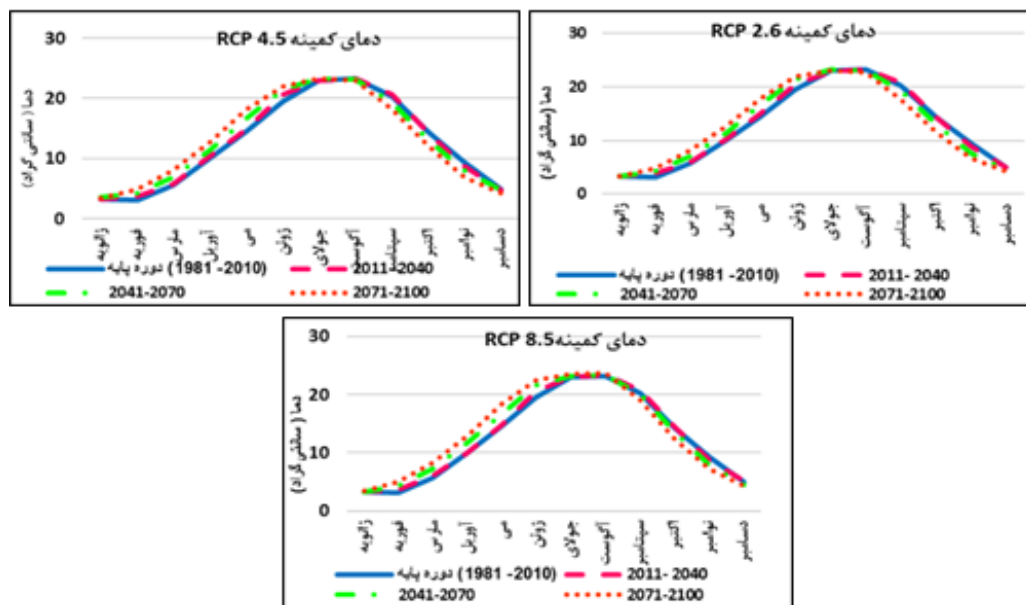 دمای کمینه RCP 4.5
دما ( سانتی گراد)
30
20
10
0
ژانویه
فوریه
مارس
آوریل
می
ژوئن
جولای
آگوست
سپتامبر
اکتبر
نوامبر
دسامبر
دوره پایه (1981 -2010)
2011- 2040
2041-2070
2071-2100
دمای کمینه RCP 2.6
دما (سانتی گراد)
30
20
10
0
ژانویه
فوریه
مارس
آوریل
می
ژوئن
جولای
آگوست
سپتامبر
اکتبر
نوامبر
دسامبر
دوره پایه (1981 -2010)
2011- 2040
2041-2070
2071-2100
دمای کمینه RCP 8.5
دما ( سانتی گراد)
30
20
10
0
ژانویه
فوریه
مارس
آوریل
می
ژوئن
جولای
آگوست
سپتامبر
اکتبر
نوامبر
دسامبر
دوره پایه (1981 -2010)
2011- 2040
2041-2070
2071-2100